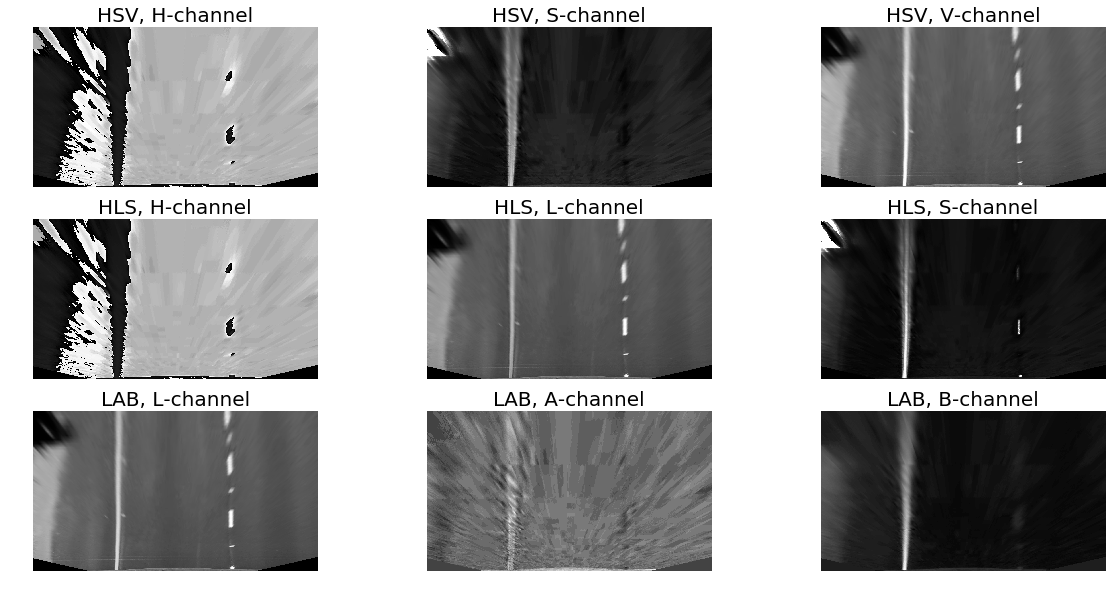 HSV, H-channel
HSV, S-channel
HSV, V-channel
HLS, H-channel
HLS, L-channel
HLS, S-channel
LAB, L-channel
LAB, A-channel
LAB, B-channel